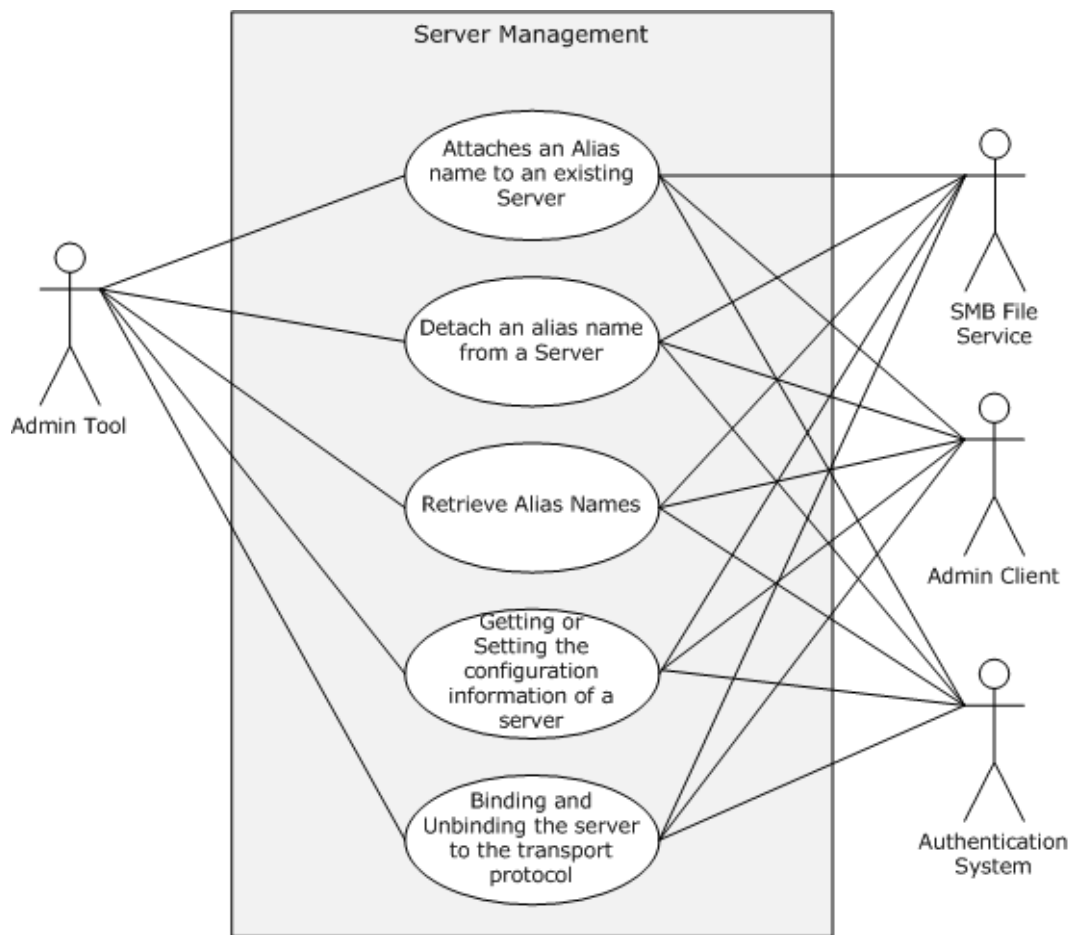 Server Management
Attaches an Alias
name to an existing
Server
SMB File
Service
Admin Tool
Detach an alias name
from a Server
Retrieve Alias Names
Admin Client
Getting or
Setting the
configuration
information of a
server
Binding and
Unbinding the server
to the transport
protocol
Authentication
System